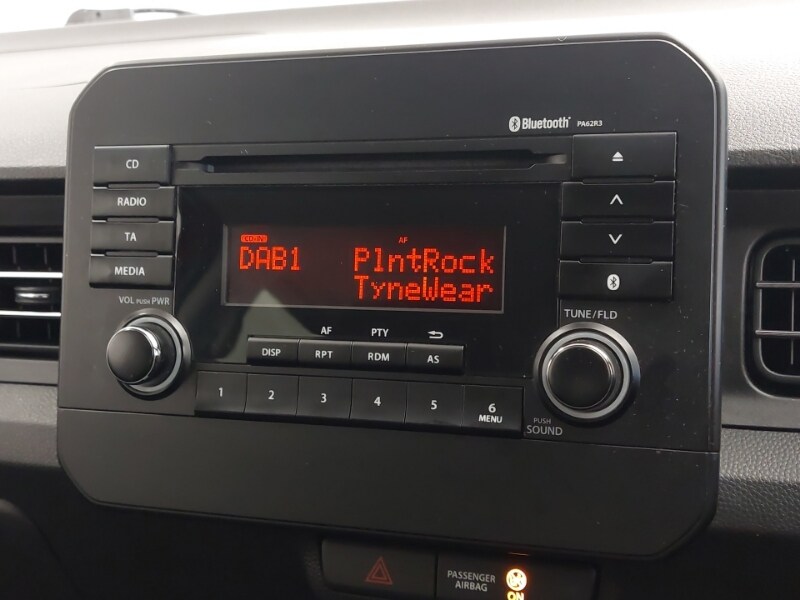 Bluetooth PA62R3
CD
RADIO
TA
MEDIA
AF
DAB1 PlntRock
TyneWear
VOL PUSH PWR
TUNE/FLD
AF PTY
DISP RPT RDM AS
1 2 3 4 5 6
MENU
PUSH
SOUND
PASSENGER
AIRBAG
ON